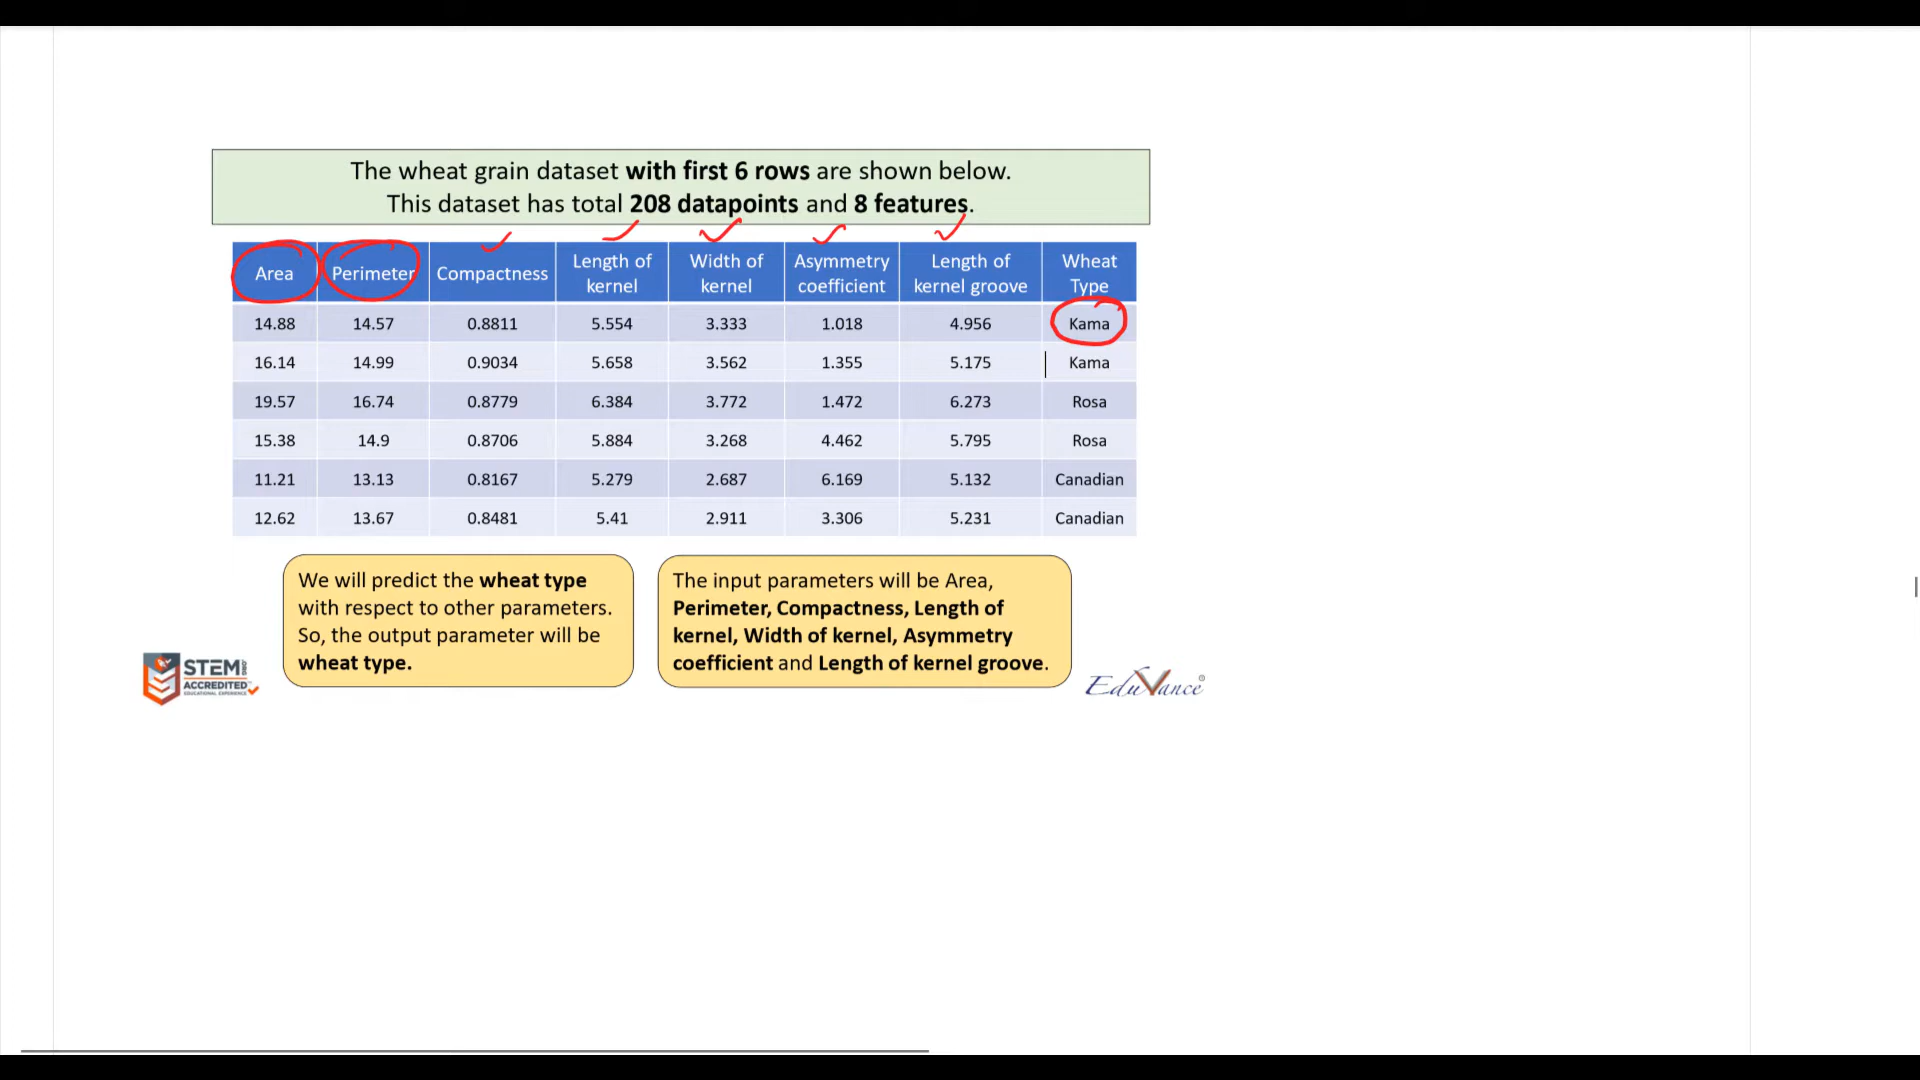 The wheat grain dataset with first 6 rows are shown below.
This dataset has total 208 datapoints and 8 features.
Area Perimeter Compactness Length of kernel Width of kernel Asymmetry coefficient Length of kernel groove Wheat Type
14.88 14.57 0.8811 5.554 3.333 1.018 4.956 Kama
16.14 14.99 0.9034 5.658 3.562 1.355 5.175 Kama
19.57 16.74 0.8779 6.384 3.772 1.472 6.273 Rosa
15.38 14.9 0.8706 5.884 3.268 4.462 5.795 Rosa
11.21 13.13 0.8167 5.279 2.687 6.169 5.132 Canadian
12.62 13.67 0.8481 5.41 2.911 3.306 5.231 Canadian
We will predict the wheat type
with respect to other parameters.
So, the output parameter will be
wheat type.
The input parameters will be Area,
Perimeter, Compactness, Length of
kernel, Width of kernel, Asymmetry
coefficient and Length of kernel groove.
STEM.ORG
ACCREDITED
EDUCATIONAL EXPERIENCE
EduVance